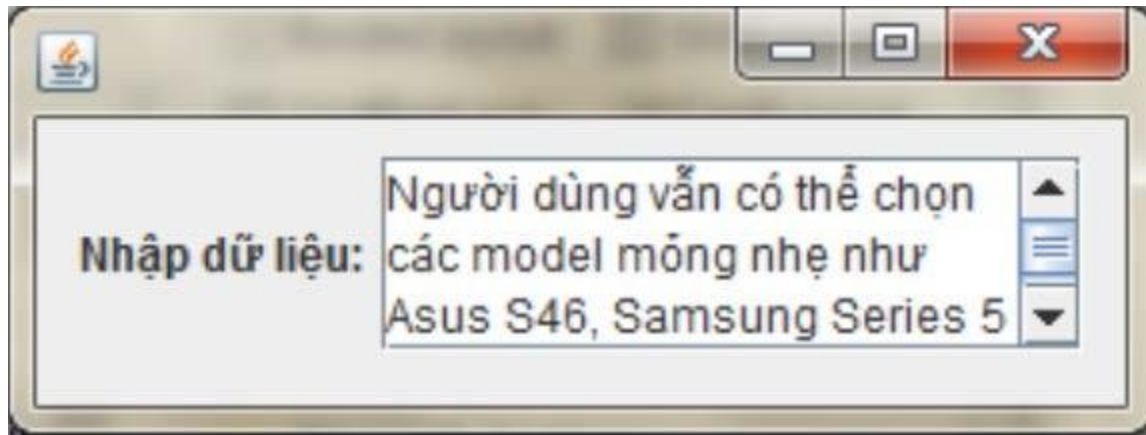 Nhập dữ liệu:
Người dùng vẫn có thể chọn
các model mỏng nhẹ như
Asus S46, Samsung Series 5